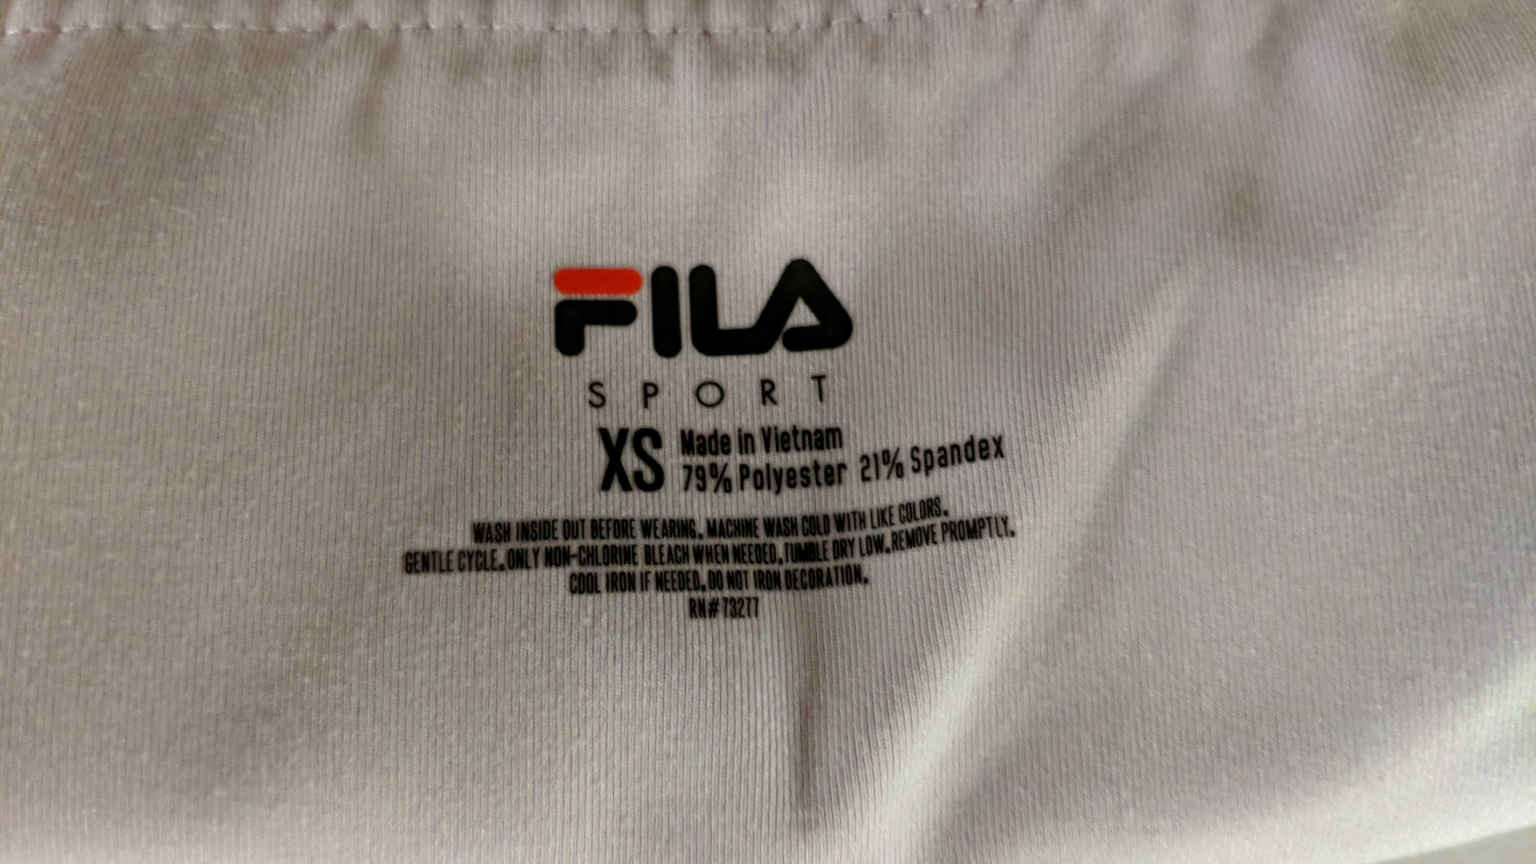 FILA
SPORT
XS Made in Vietnam
79% Polyester 21% Spandex
WASH INSIDE OUT BEFORE WEARING. MACHINE WASH COLD WITH LIKE COLORS.
GENTLE CYCLE. ONLY NON-CHLORINE BLEACH WHEN NEEDED. TUMBLE DRY LOW. REMOVE PROMPTLY.
COOL IRON IF NEEDED. DO NOT IRON DECORATION.
RN# 73277